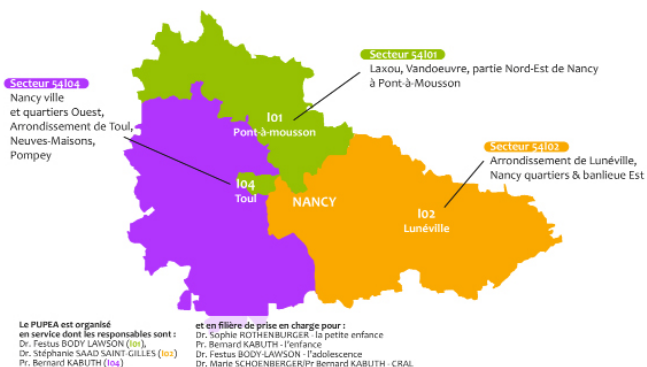 Secteur 54I01
Laxou, Vandoeuvre, partie Nord-Est de Nancy
à Pont-à-Mousson
Secteur 54I04
Nancy ville
et quartiers Ouest,
Arrondissement de Toul,
Neuves-Maisons,
Pompey
I01
Pont-à-mousson
Secteur 54I02
Arrondissement de Lunéville,
Nancy quartiers & banlieue Est
I04
Toul
NANCY
I02
Lunéville
Le PUPEA est organisé
en service dont les responsables sont :
Dr. Festus BODY LAWSON (I01),
Dr. Stéphanie SAAD SAINT-GILLES (I02)
Pr. Bernard KABUTH (I04)
et en filière de prise en charge pour :
Dr. Sophie ROTHENBURGER - la petite enfance
Pr. Bernard KABUTH - l'enfance
Dr. Festus BODY-LAWSON - l'adolescence
Dr. Marie SCHOENBERGER/Pr Bernard KABUTH - CRAL